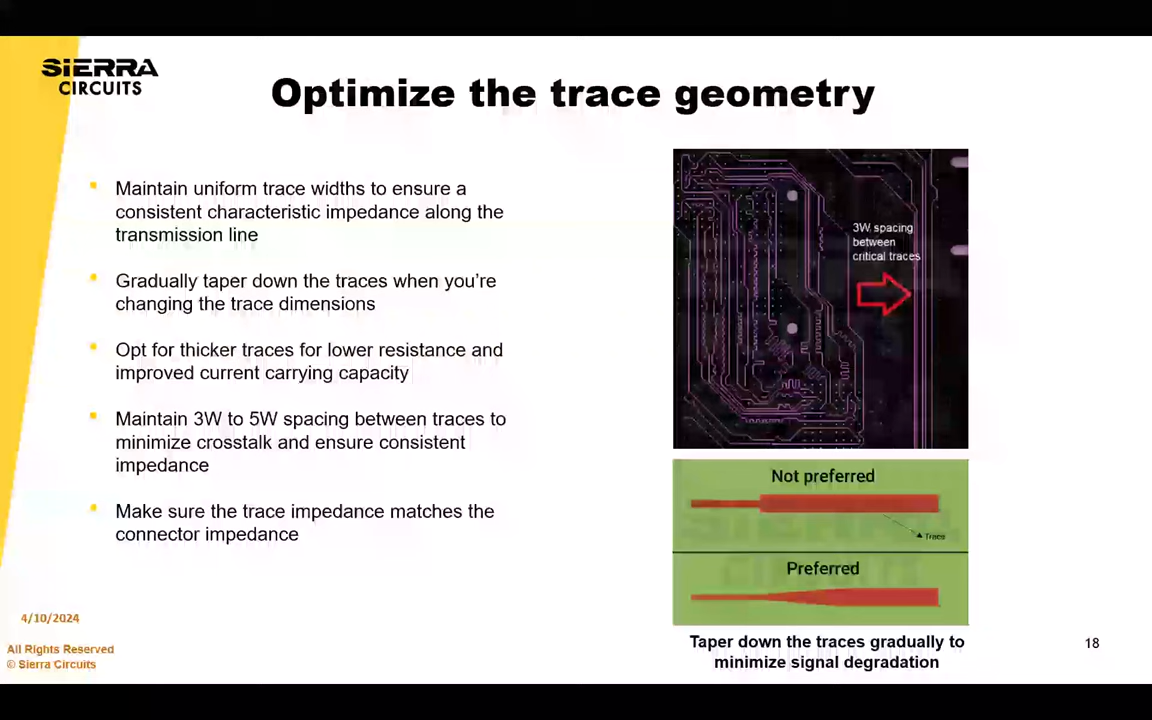 SIERRA
CIRCUITS
Optimize the trace geometry
Maintain uniform trace widths to ensure a
consistent characteristic impedance along the
transmission line
Gradually taper down the traces when you're
changing the trace dimensions
Opt for thicker traces for lower resistance and
improved current carrying capacity
Maintain 3W to 5W spacing between traces to
minimize crosstalk and ensure consistent
impedance
Make sure the trace impedance matches the
connector impedance
3W spacing
between
critical traces
Not preferred
Trace
SIERRA
CIRCUITS
Preferred
Taper down the traces gradually to
minimize signal degradation
4/10/2024
All Rights Reserved
© Sierra Circuits
18